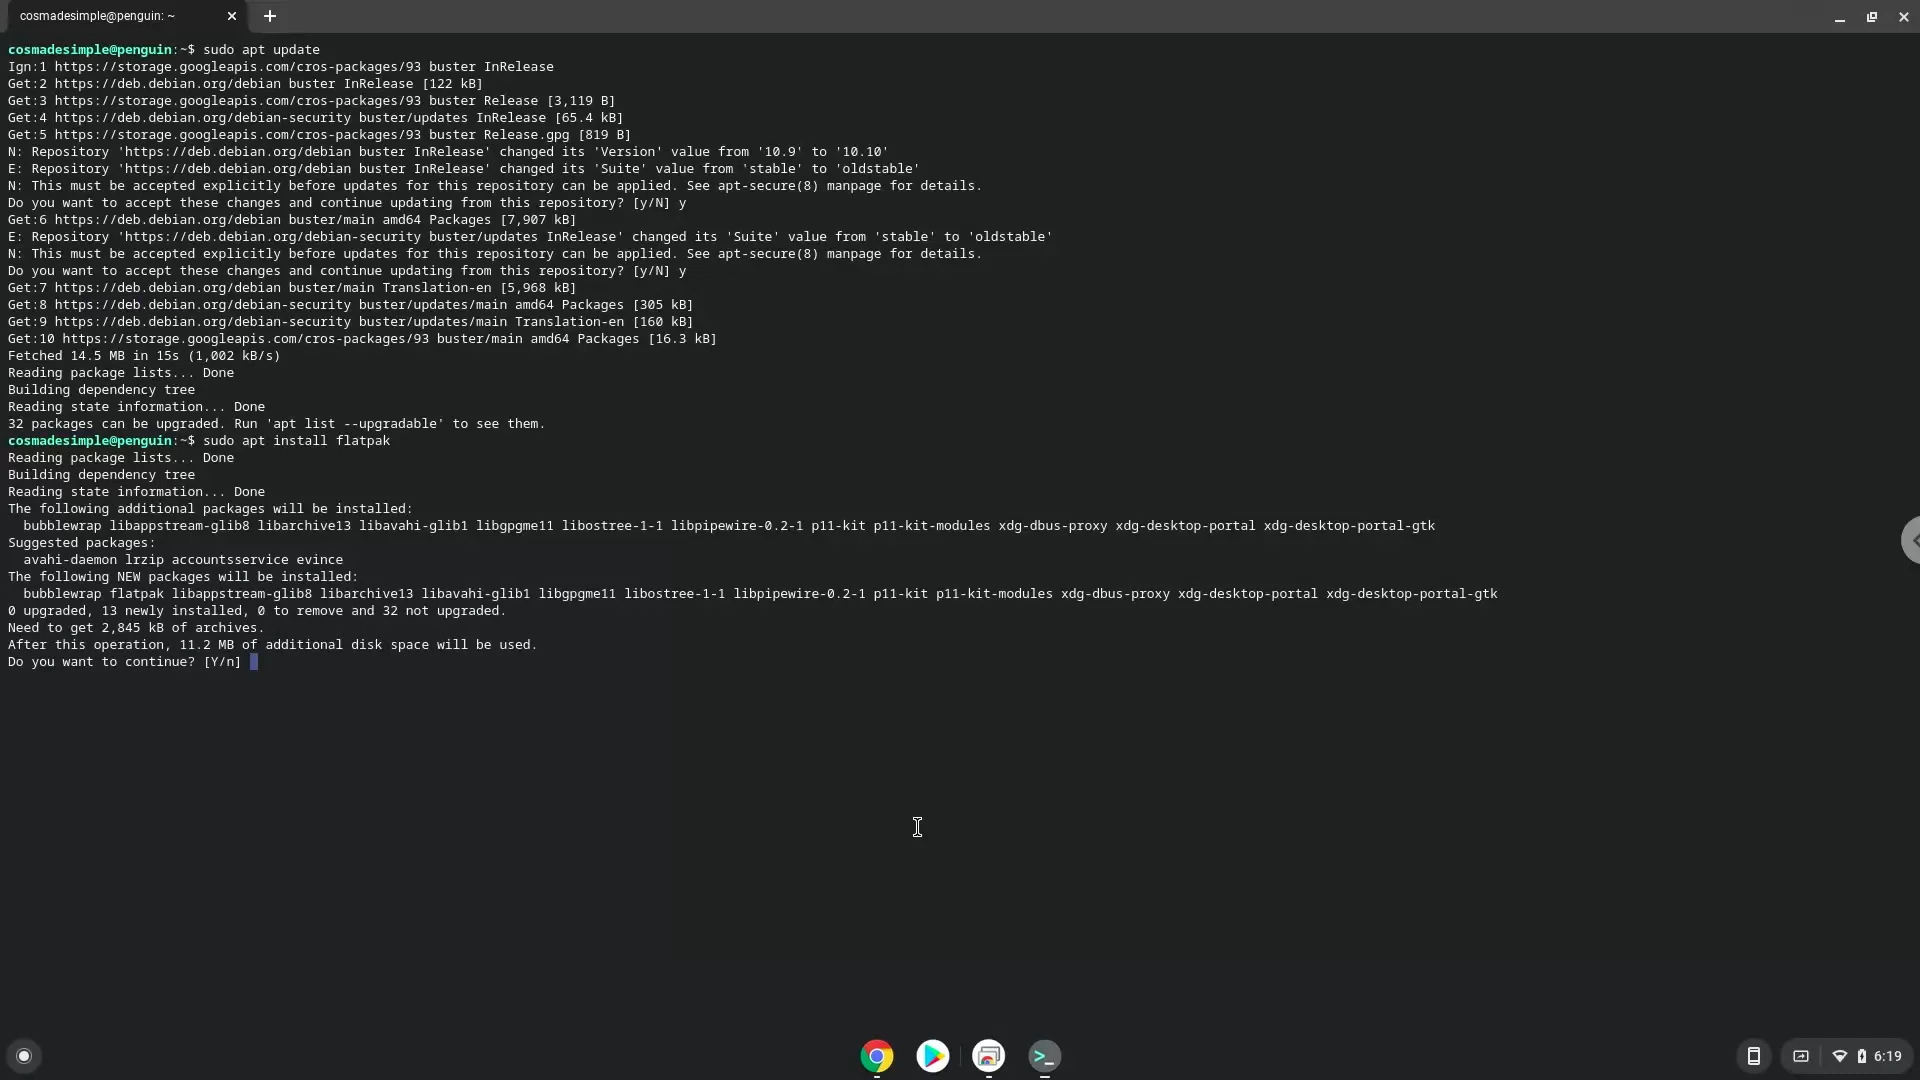 cosmadesimple@penguin: ~
cosmadesimple@penguin:~$ sudo apt update
Ign:1 https://storage.googleapis.com/cros-packages/93 buster InRelease
Get:2 https://deb.debian.org/debian buster InRelease [122 kB]
Get:3 https://storage.googleapis.com/cros-packages/93 buster Release [3,119 B]
Get:4 https://deb.debian.org/debian-security buster/updates InRelease [65.4 kB]
Get:5 https://storage.googleapis.com/cros-packages/93 buster Release.gpg [819 B]
N: Repository 'https://deb.debian.org/debian buster InRelease' changed its 'Version' value from '10.9' to '10.10'
E: Repository 'https://deb.debian.org/debian buster InRelease' changed its 'Suite' value from 'stable' to 'oldstable'
N: This must be accepted explicitly before updates for this repository can be applied. See apt-secure(8) manpage for details.
Do you want to accept these changes and continue updating from this repository? [y/N] y
Get:6 https://deb.debian.org/debian buster/main amd64 Packages [7,907 kB]
E: Repository 'https://deb.debian.org/debian-security buster/updates InRelease' changed its 'Suite' value from 'stable' to 'oldstable'
N: This must be accepted explicitly before updates for this repository can be applied. See apt-secure(8) manpage for details.
Do you want to accept these changes and continue updating from this repository? [y/N] y
Get:7 https://deb.debian.org/debian buster/main Translation-en [5,968 kB]
Get:8 https://deb.debian.org/debian-security buster/updates/main amd64 Packages [305 kB]
Get:9 https://deb.debian.org/debian-security buster/updates/main Translation-en [160 kB]
Get:10 https://storage.googleapis.com/cros-packages/93 buster/main amd64 Packages [16.3 kB]
Fetched 14.5 MB in 15s (1,002 kB/s)
Reading package lists... Done
Building dependency tree
Reading state information... Done
32 packages can be upgraded. Run 'apt list --upgradable' to see them.
cosmadesimple@penguin:~$ sudo apt install flatpak
Reading package lists... Done
Building dependency tree
Reading state information... Done
The following additional packages will be installed:
bubblewrap libappstream-glib8 libarchive13 libavahi-glib1 libgpgme11 libostree-1-1 libpipewire-0.2-1 p11-kit p11-kit-modules xdg-dbus-proxy xdg-desktop-portal xdg-desktop-portal-gtk
Suggested packages:
avahi-daemon lrzip accountsservice evince
The following NEW packages will be installed:
bubblewrap flatpak libappstream-glib8 libarchive13 libavahi-glib1 libgpgme11 libostree-1-1 libpipewire-0.2-1 p11-kit p11-kit-modules xdg-dbus-proxy xdg-desktop-portal xdg-desktop-portal-gtk
0 upgraded, 13 newly installed, 0 to remove and 32 not upgraded.
Need to get 2,845 kB of archives.
After this operation, 11.2 MB of additional disk space will be used.
Do you want to continue? [Y/n]
6:19